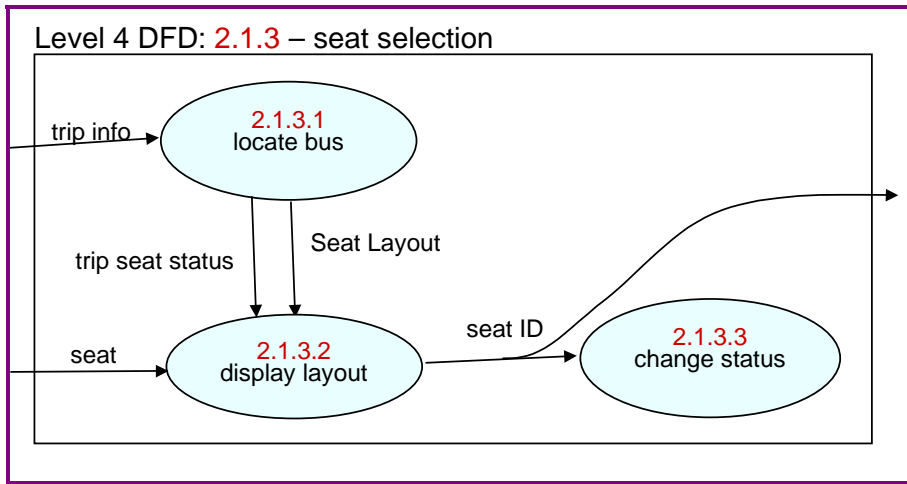 Level 4 DFD: 2.1.3 – seat selection
trip info
2.1.3.1
locate bus
Seat Layout
trip seat status
seat ID
seat
2.1.3.2
display layout
2.1.3.3
change status